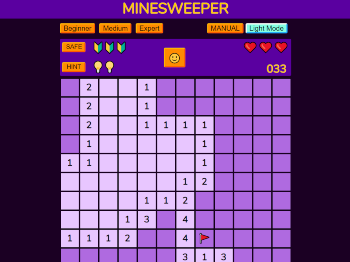 MINESWEEPER
Beginner Medium Expert MANUAL Light Mode
SAFE
HINT
033
2 1
2 1
2 1 1 1 1
1 1
1 1 1
1 2
1 1 2
1 3 4
1 1 1 2 4
3 1 3